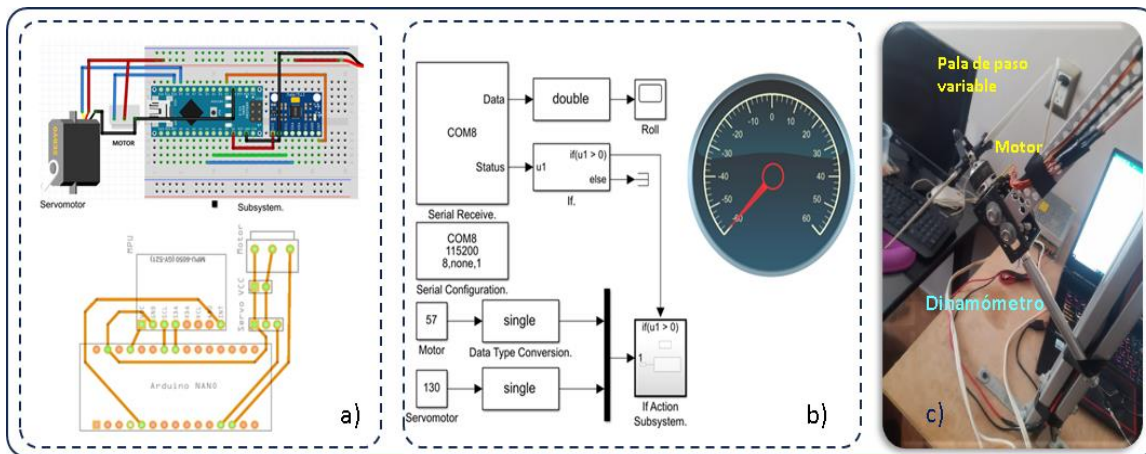 SERVO
MOTOR
Servomotor
Subsystem.
MPU
MPU-6050(GY-521)
Motor
Servo VCC
Arduino NANO
a)
COM8
Data
Status
Serial Receive.
double
Roll
u1
if(u1 > 0)
else
If.
COM8
115200
8,none,1
Serial Configuration.
57
Motor
single
Data Type Conversion.
130
Servomotor
single
if(u1 > 0)
1
If Action
Subsystem.
-60
-50
-40
-30
-20
-10
0
10
20
30
40
50
60
b)
Pala de paso
variable
Motor
Dinamómetro
c)